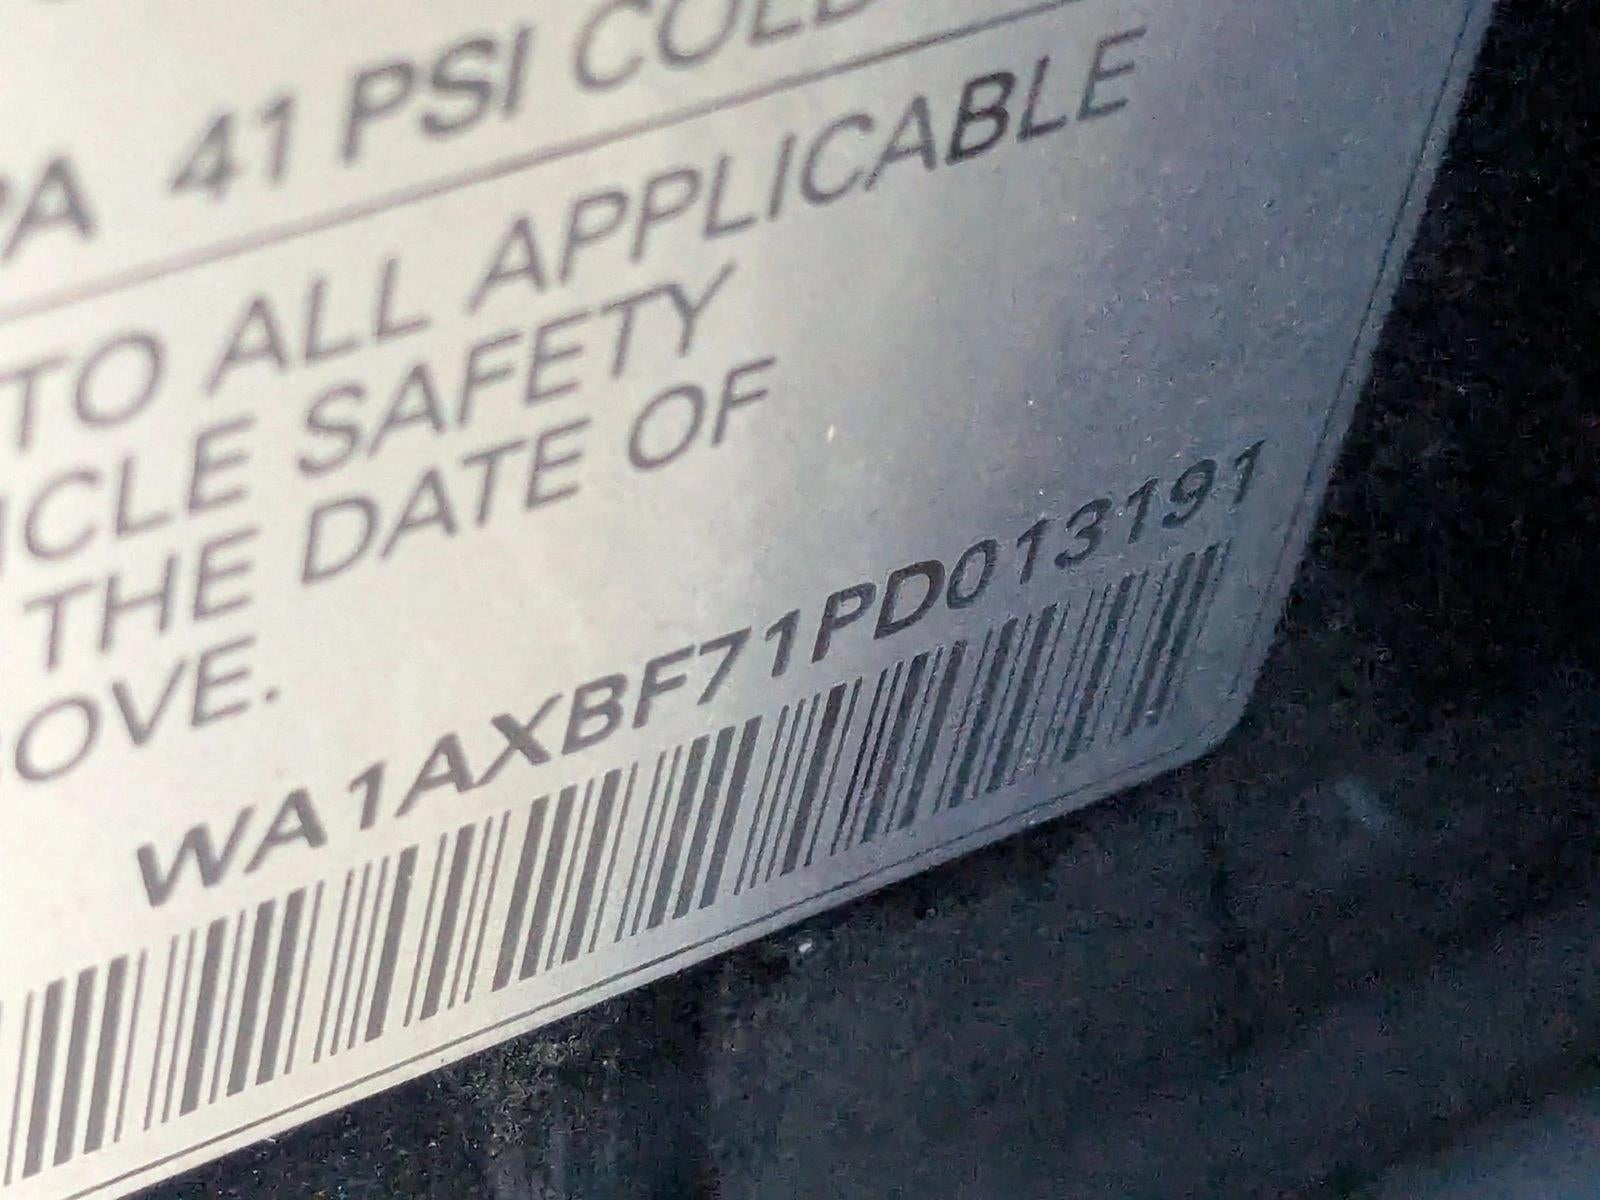 PA 41 PSI COLD
TO ALL APPLICABLE
ICLE SAFETY
THE DATE OF
OVE.
WA1AXBF71PD013191